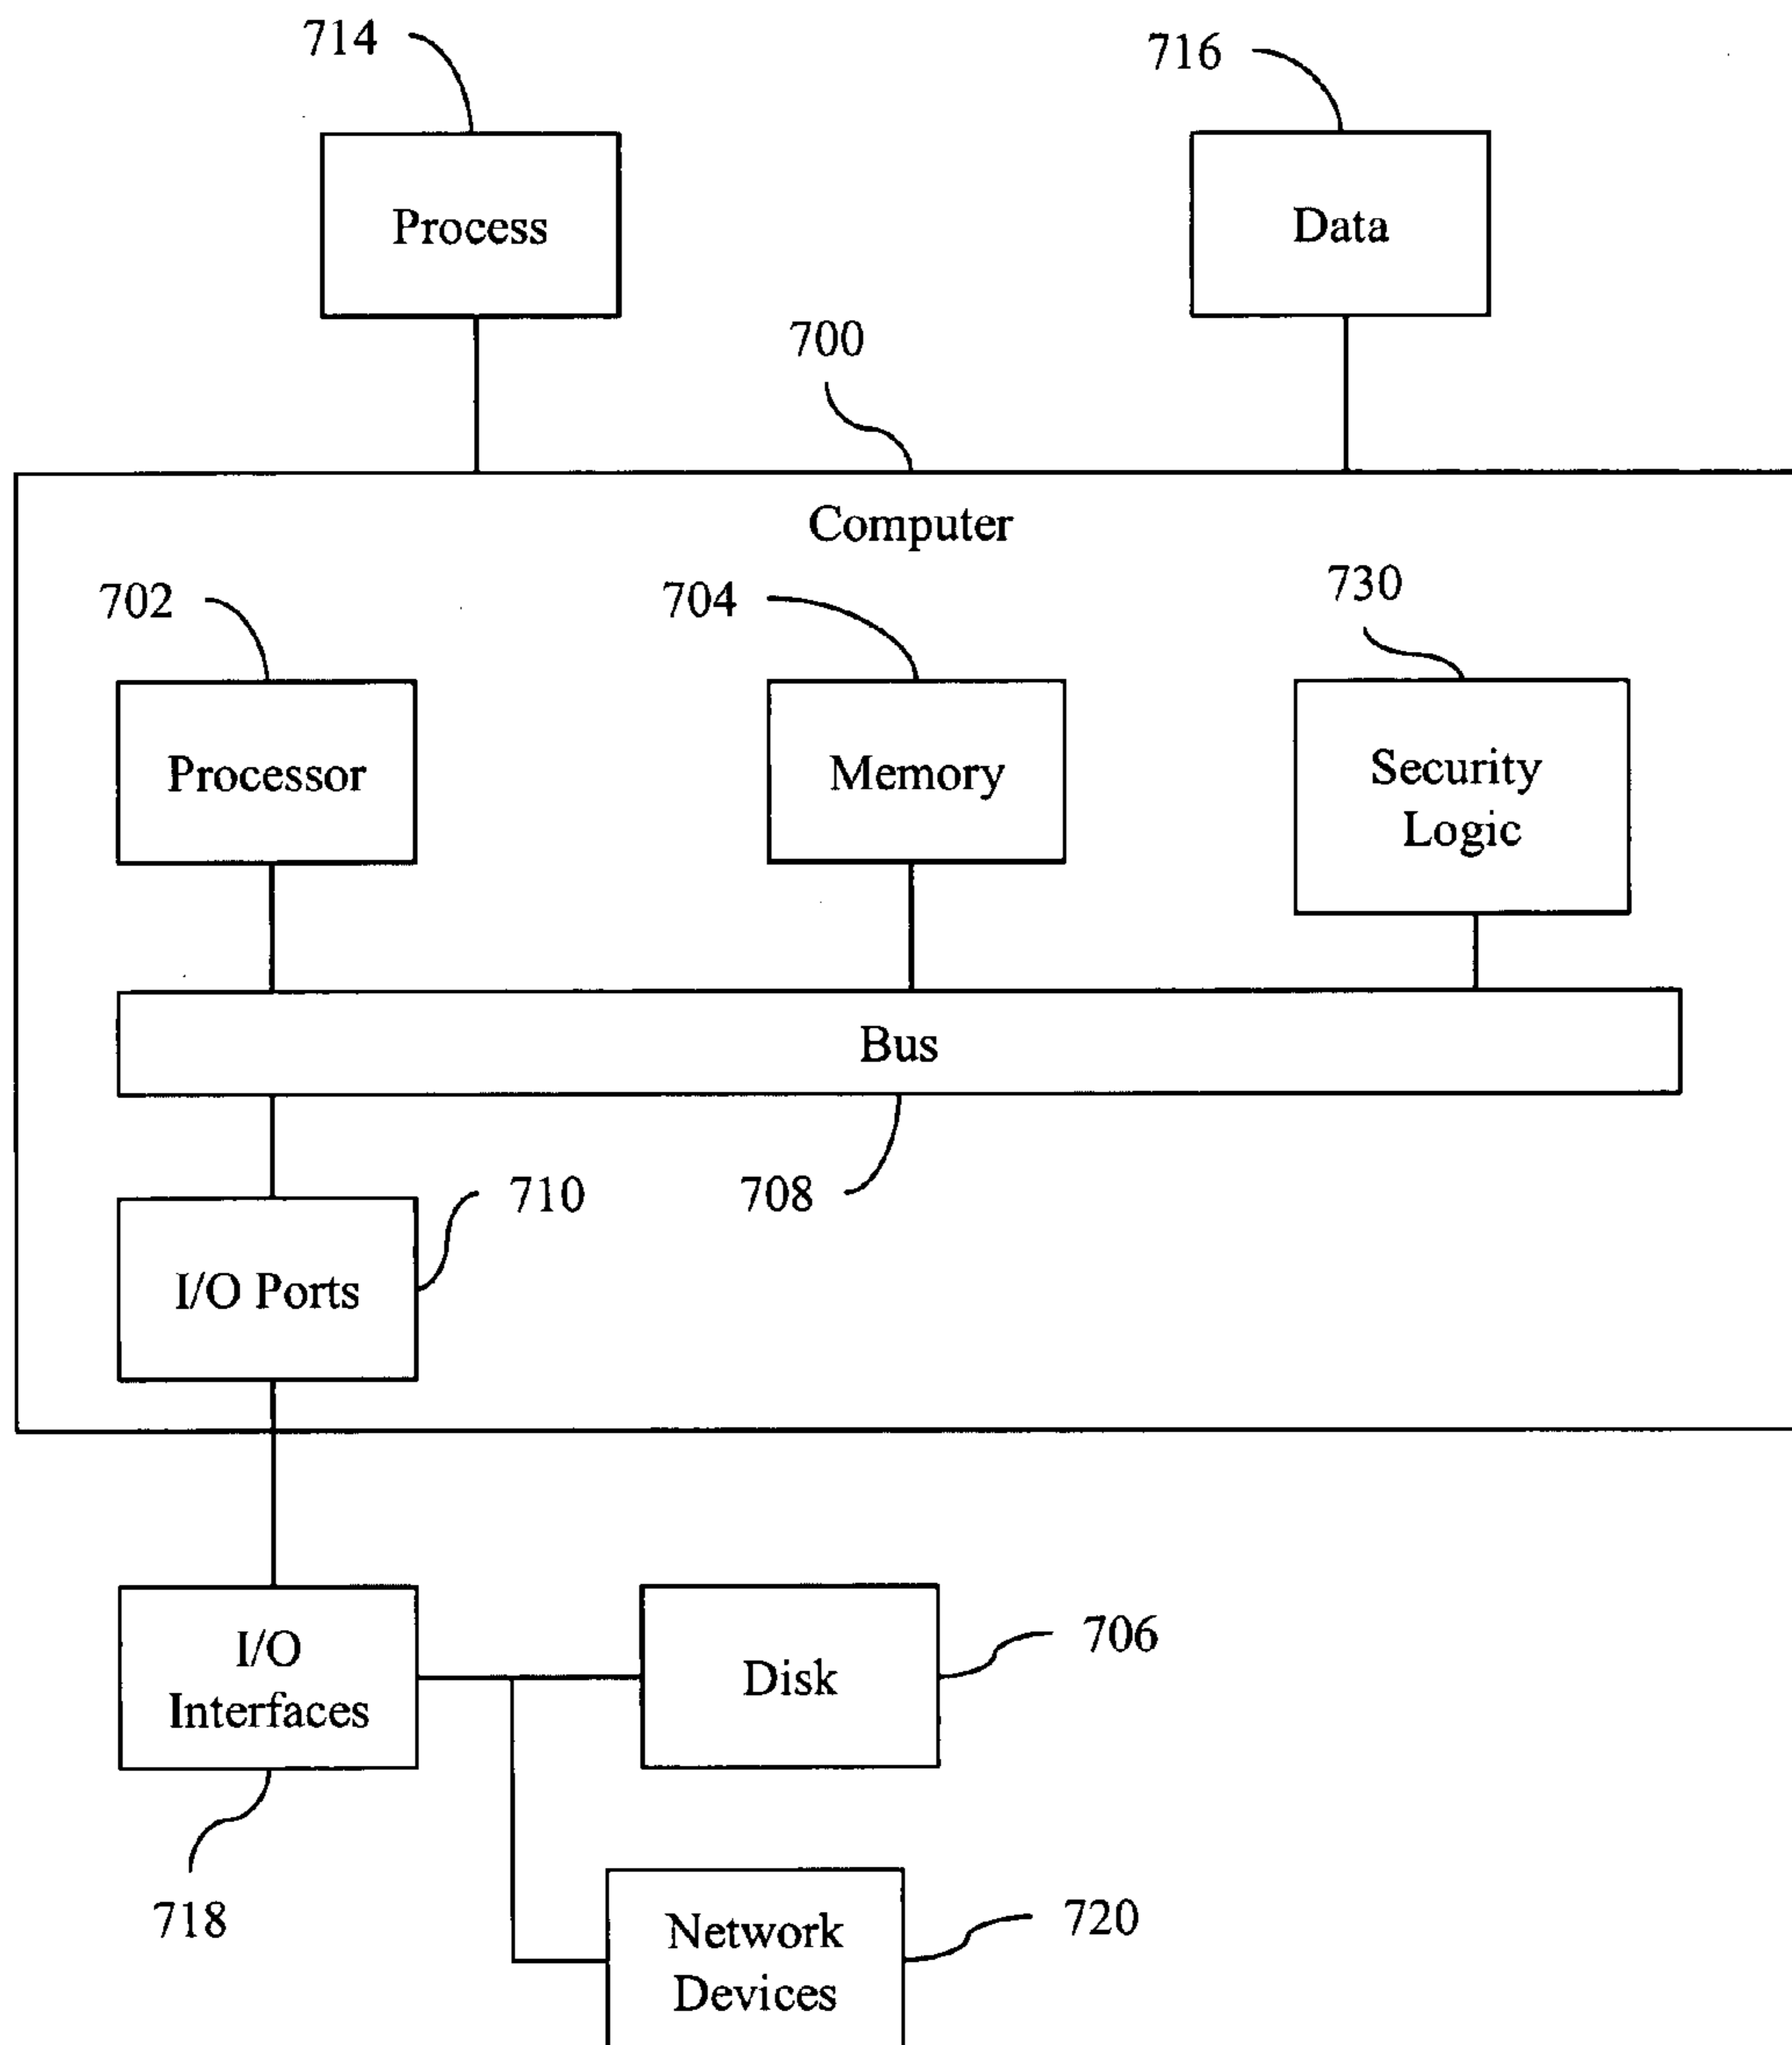 714
716
Process
Data
700
Computer
702
704
730
Processor
Memory
Security
Logic
Bus
710
708
I/O Ports
I/O
Interfaces
Disk
706
718
Network
Devices
720